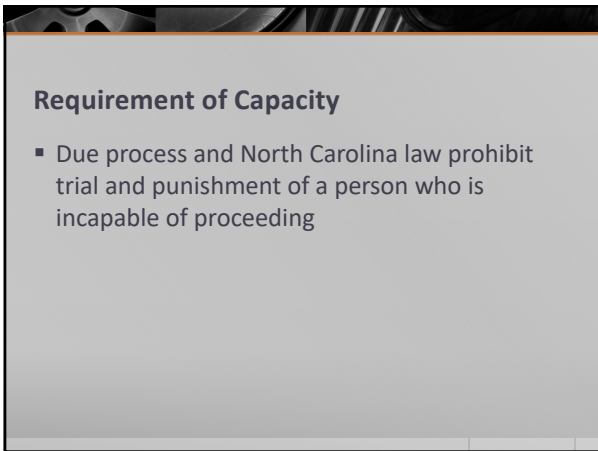 Requirement of Capacity
▪ Due process and North Carolina law prohibit
trial and punishment of a person who is
incapable of proceeding